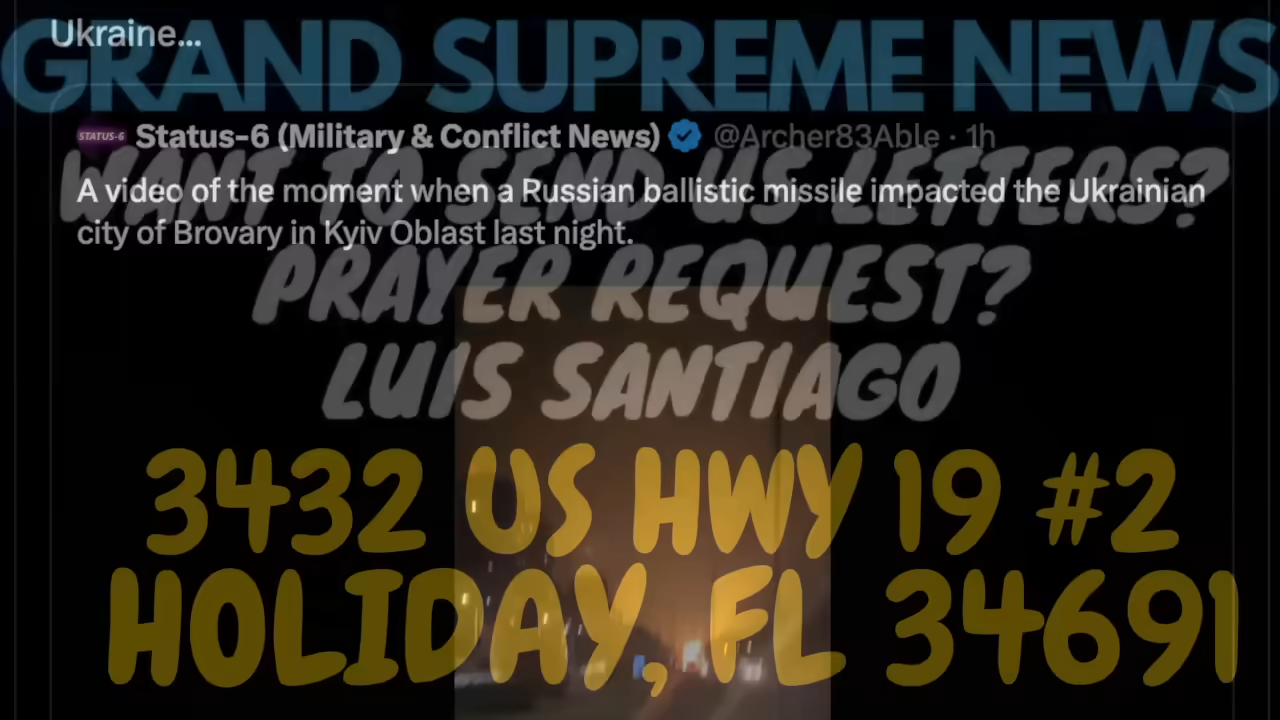 Ukraine...
GRAND SUPREME NEWS
STATUS-6 Status-6 (Military & Conflict News) @Archer83Able · 1h
WANT TO SEND US LETTERS?
A video of the moment when a Russian ballistic missile impacted the Ukrainian
city of Brovary in Kyiv Oblast last night.
PRAYER REQUEST?
LUIS SANTIAGO
3432 US HWY 19 #2
HOLIDAY, FL 34691